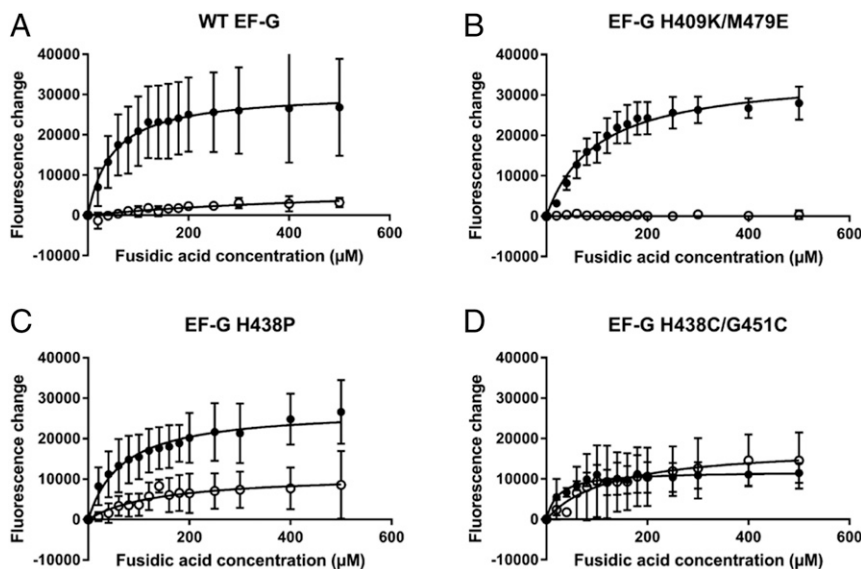 A
WT EF-G
Flourescence change
40000
30000
20000
10000
0
-10000
200
400
600
Fusidic acid concentration (µM)
B
EF-G H409K/M479E
Fluorescence change
40000
30000
20000
10000
0
-10000
200
400
600
Fusidic acid concentration (µM)
C
EF-G H438P
Fluorescence change
40000
30000
20000
10000
0
-10000
200
400
600
Fusidic acid concentration (µM)
D
EF-G H438C/G451C
Fluorescence change
40000
30000
20000
10000
0
-10000
200
400
600
Fusidic acid concentration (µM)